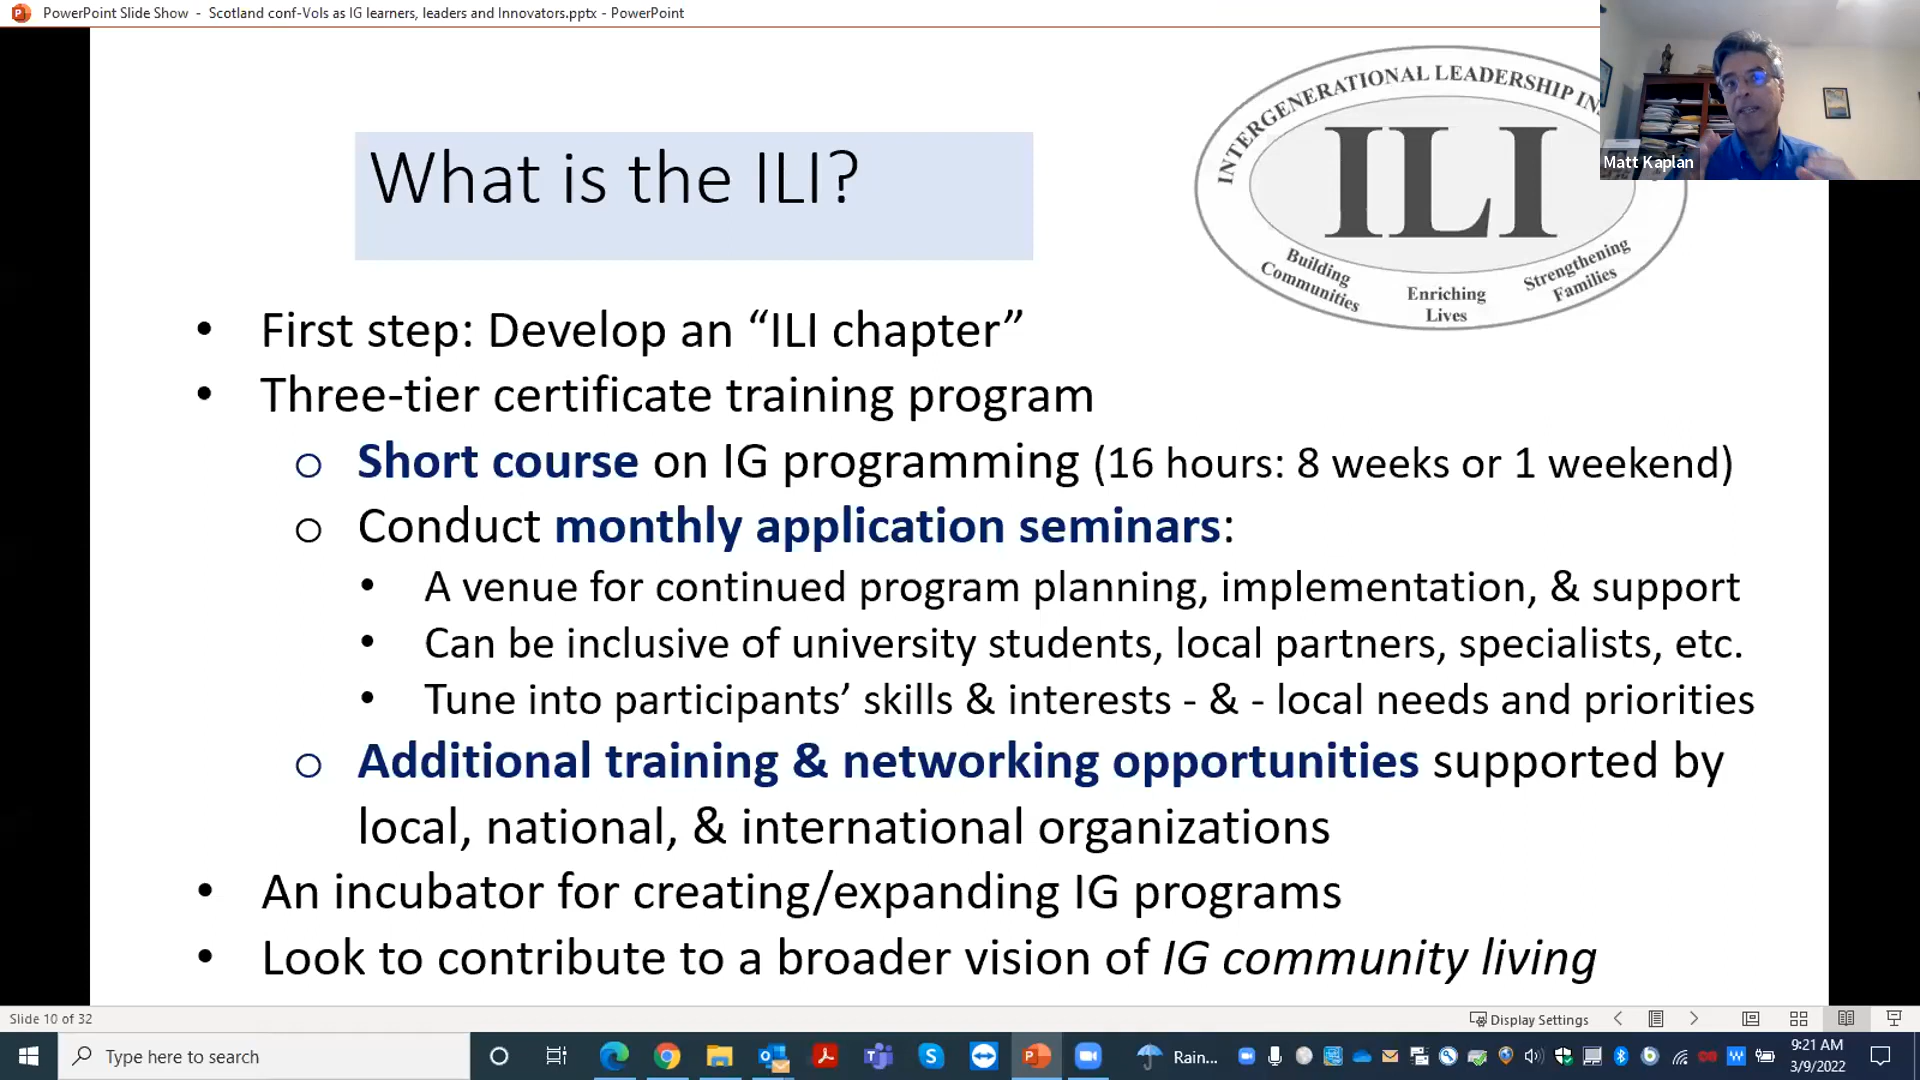 PowerPoint Slide Show - Scotland conf-Vols as IG learners, leaders and Innovators.pptx - PowerPoint
INTERGENERATIONAL LEADERSHIP
ILI
Building
Communities
Enriching
Lives
Strengthening
Families
Matt Kaplan
What is the ILI?
• First step: Develop an “ILI chapter”
• Three-tier certificate training program
o Short course on IG programming (16 hours: 8 weeks or 1 weekend)
o Conduct monthly application seminars:
• A venue for continued program planning, implementation, & support
• Can be inclusive of university students, local partners, specialists, etc.
• Tune into participants’ skills & interests - & - local needs and priorities
o Additional training & networking opportunities supported by
local, national, & international organizations
• An incubator for creating/expanding IG programs
• Look to contribute to a broader vision of IG community living
Slide 10 of 32
Display Settings
Type here to search
Rain...
9:21 AM
3/9/2022